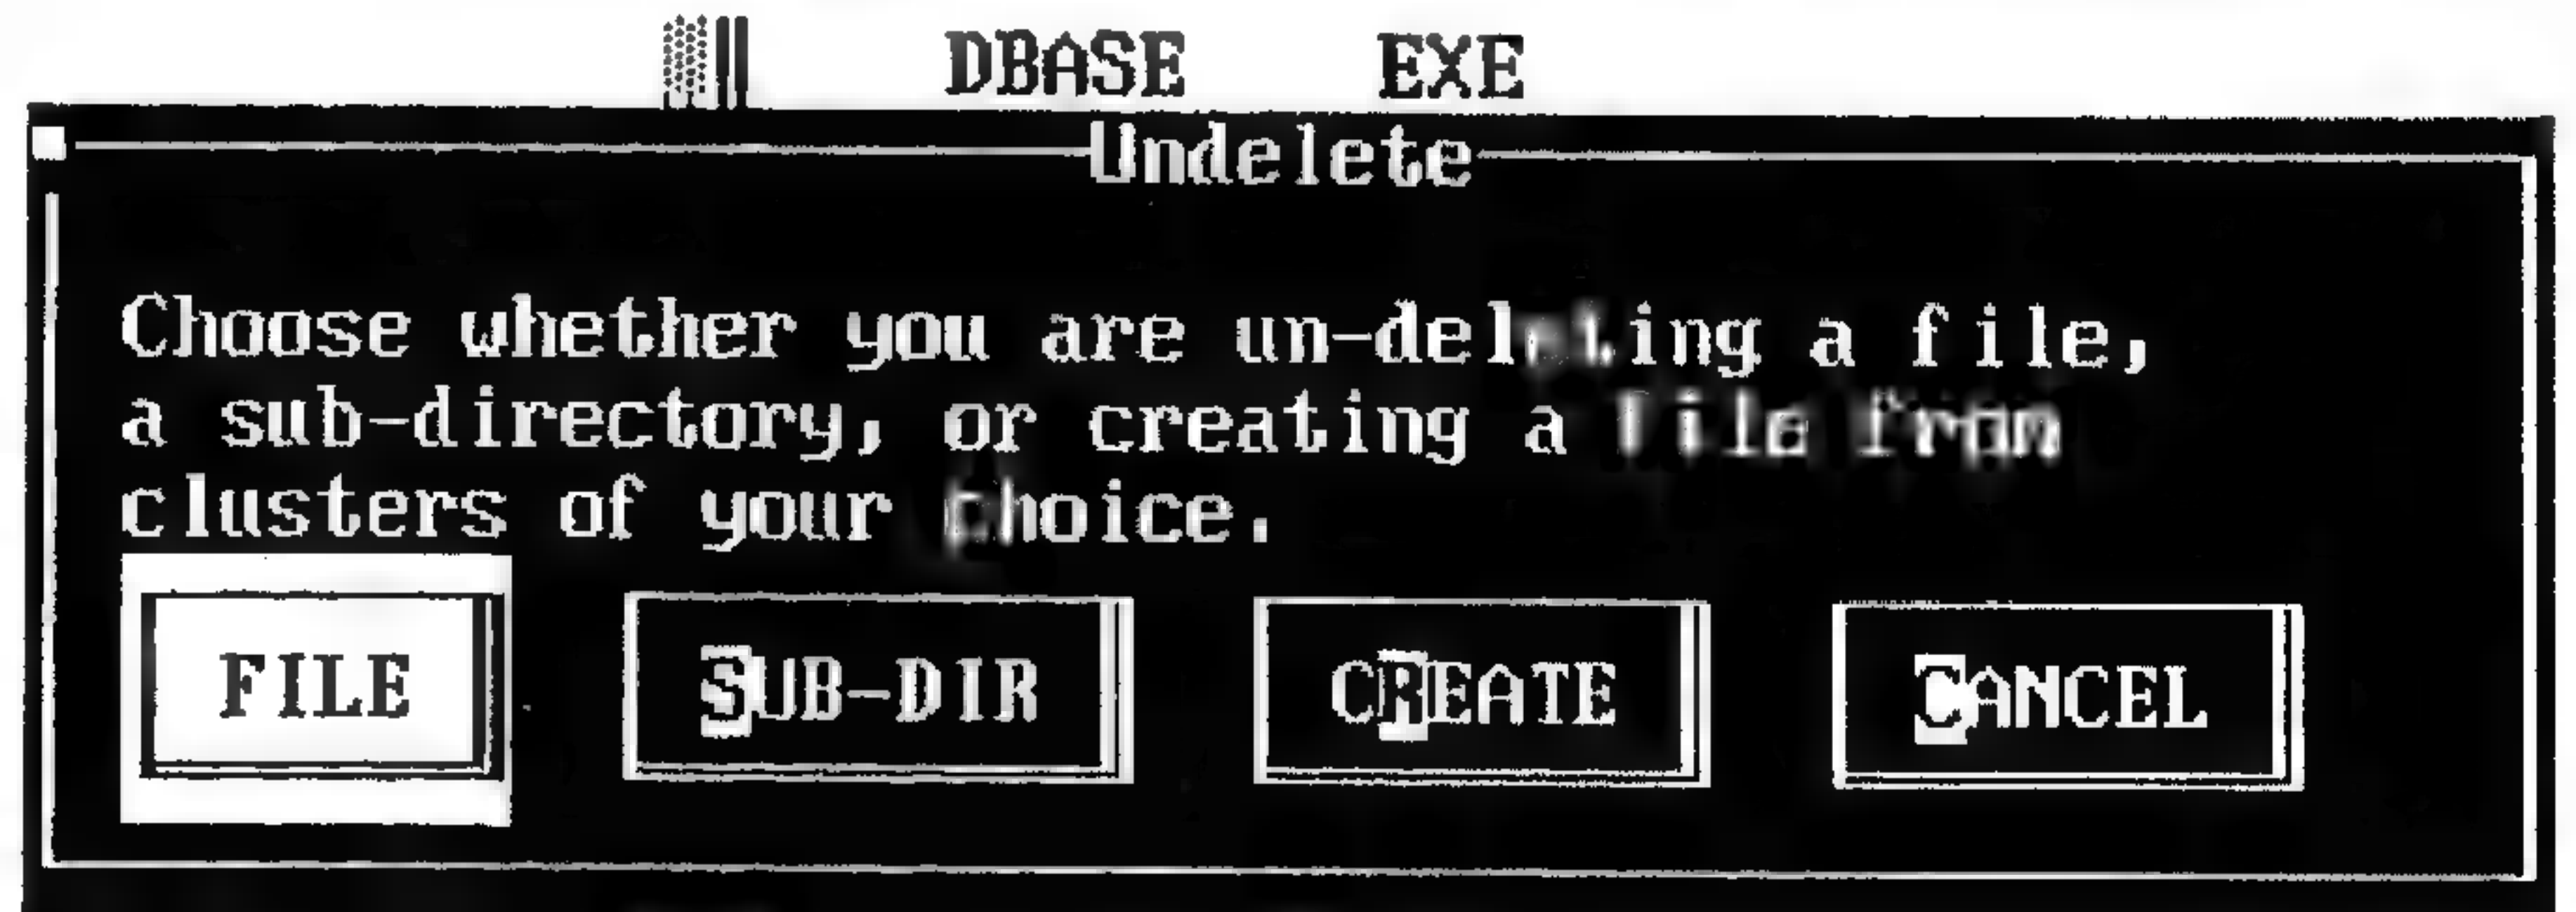 DBASE EXE
Undelete
Choose whether you are un-deleting a file,
a sub-directory, or creating a file from
clusters of your choice.
FILE SUB-DIR CREATE CANCEL